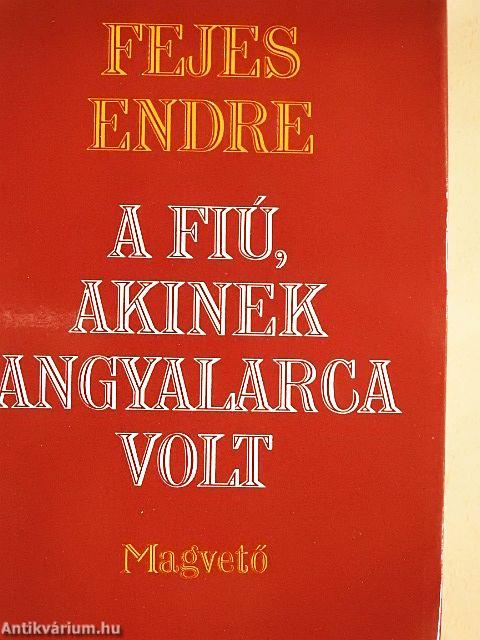 FEJES
ENDRE
A FIÚ,
AKINEK
ANGYALARCA
VOLT
Magvető
Antikvárium.hu